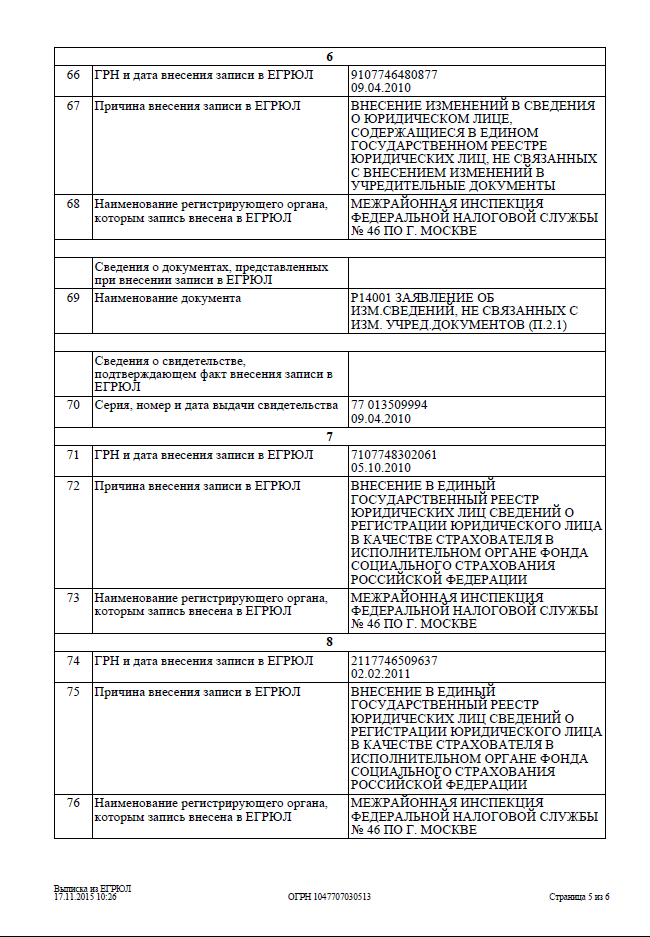 6
66 ГРН и дата внесения записи в ЕГРЮЛ 9107746480877
09.04.2010
67 Причина внесения записи в ЕГРЮЛ ВНЕСЕНИЕ ИЗМЕНЕНИЙ В СВЕДЕНИЯ
О ЮРИДИЧЕСКОМ ЛИЦЕ,
СОДЕРЖАЩИЕСЯ В ЕДИНОМ
ГОСУДАРСТВЕННОМ РЕЕСТРЕ
ЮРИДИЧЕСКИХ ЛИЦ, НЕ СВЯЗАННЫХ
С ВНЕСЕНИЕМ ИЗМЕНЕНИЙ В
УЧРЕДИТЕЛЬНЫЕ ДОКУМЕНТЫ
68 Наименование регистрирующего органа, МЕЖРАЙОННАЯ ИНСПЕКЦИЯ
которым запись внесена в ЕГРЮЛ ФЕДЕРАЛЬНОЙ НАЛОГОВОЙ СЛУЖБЫ
№ 46 ПО Г. МОСКВЕ
Сведения о документах, представленных
при внесении записи в ЕГРЮЛ
69 Наименование документа Р14001 ЗАЯВЛЕНИЕ ОБ
ИЗМ.СВЕДЕНИЙ, НЕ СВЯЗАННЫХ С
ИЗМ. УЧРЕД.ДОКУМЕНТОВ (П.2.1)
Сведения о свидетельстве,
подтверждающем факт внесения записи в
ЕГРЮЛ
70 Серия, номер и дата выдачи свидетельства 77 013509994
09.04.2010
7
71 ГРН и дата внесения записи в ЕГРЮЛ 7107748302061
05.10.2010
72 Причина внесения записи в ЕГРЮЛ ВНЕСЕНИЕ В ЕДИНЫЙ
ГОСУДАРСТВЕННЫЙ РЕЕСТР
ЮРИДИЧЕСКИХ ЛИЦ СВЕДЕНИЙ О
РЕГИСТРАЦИИ ЮРИДИЧЕСКОГО ЛИЦА
В КАЧЕСТВЕ СТРАХОВАТЕЛЯ В
ИСПОЛНИТЕЛЬНОМ ОРГАНЕ ФОНДА
СОЦИАЛЬНОГО СТРАХОВАНИЯ
РОССИЙСКОЙ ФЕДЕРАЦИИ
73 Наименование регистрирующего органа, МЕЖРАЙОННАЯ ИНСПЕКЦИЯ
которым запись внесена в ЕГРЮЛ ФЕДЕРАЛЬНОЙ НАЛОГОВОЙ СЛУЖБЫ
№ 46 ПО Г. МОСКВЕ
8
74 ГРН и дата внесения записи в ЕГРЮЛ 2117746509637
02.02.2011
75 Причина внесения записи в ЕГРЮЛ ВНЕСЕНИЕ В ЕДИНЫЙ
ГОСУДАРСТВЕННЫЙ РЕЕСТР
ЮРИДИЧЕСКИХ ЛИЦ СВЕДЕНИЙ О
РЕГИСТРАЦИИ ЮРИДИЧЕСКОГО ЛИЦА
В КАЧЕСТВЕ СТРАХОВАТЕЛЯ В
ИСПОЛНИТЕЛЬНОМ ОРГАНЕ ФОНДА
СОЦИАЛЬНОГО СТРАХОВАНИЯ
РОССИЙСКОЙ ФЕДЕРАЦИИ
76 Наименование регистрирующего органа, МЕЖРАЙОННАЯ ИНСПЕКЦИЯ
которым запись внесена в ЕГРЮЛ ФЕДЕРАЛЬНОЙ НАЛОГОВОЙ СЛУЖБЫ
№ 46 ПО Г. МОСКВЕ
Выписка из ЕГРЮЛ
17.11.2015 10:26 ОГРН 1047707030513 Страница 5 из 6